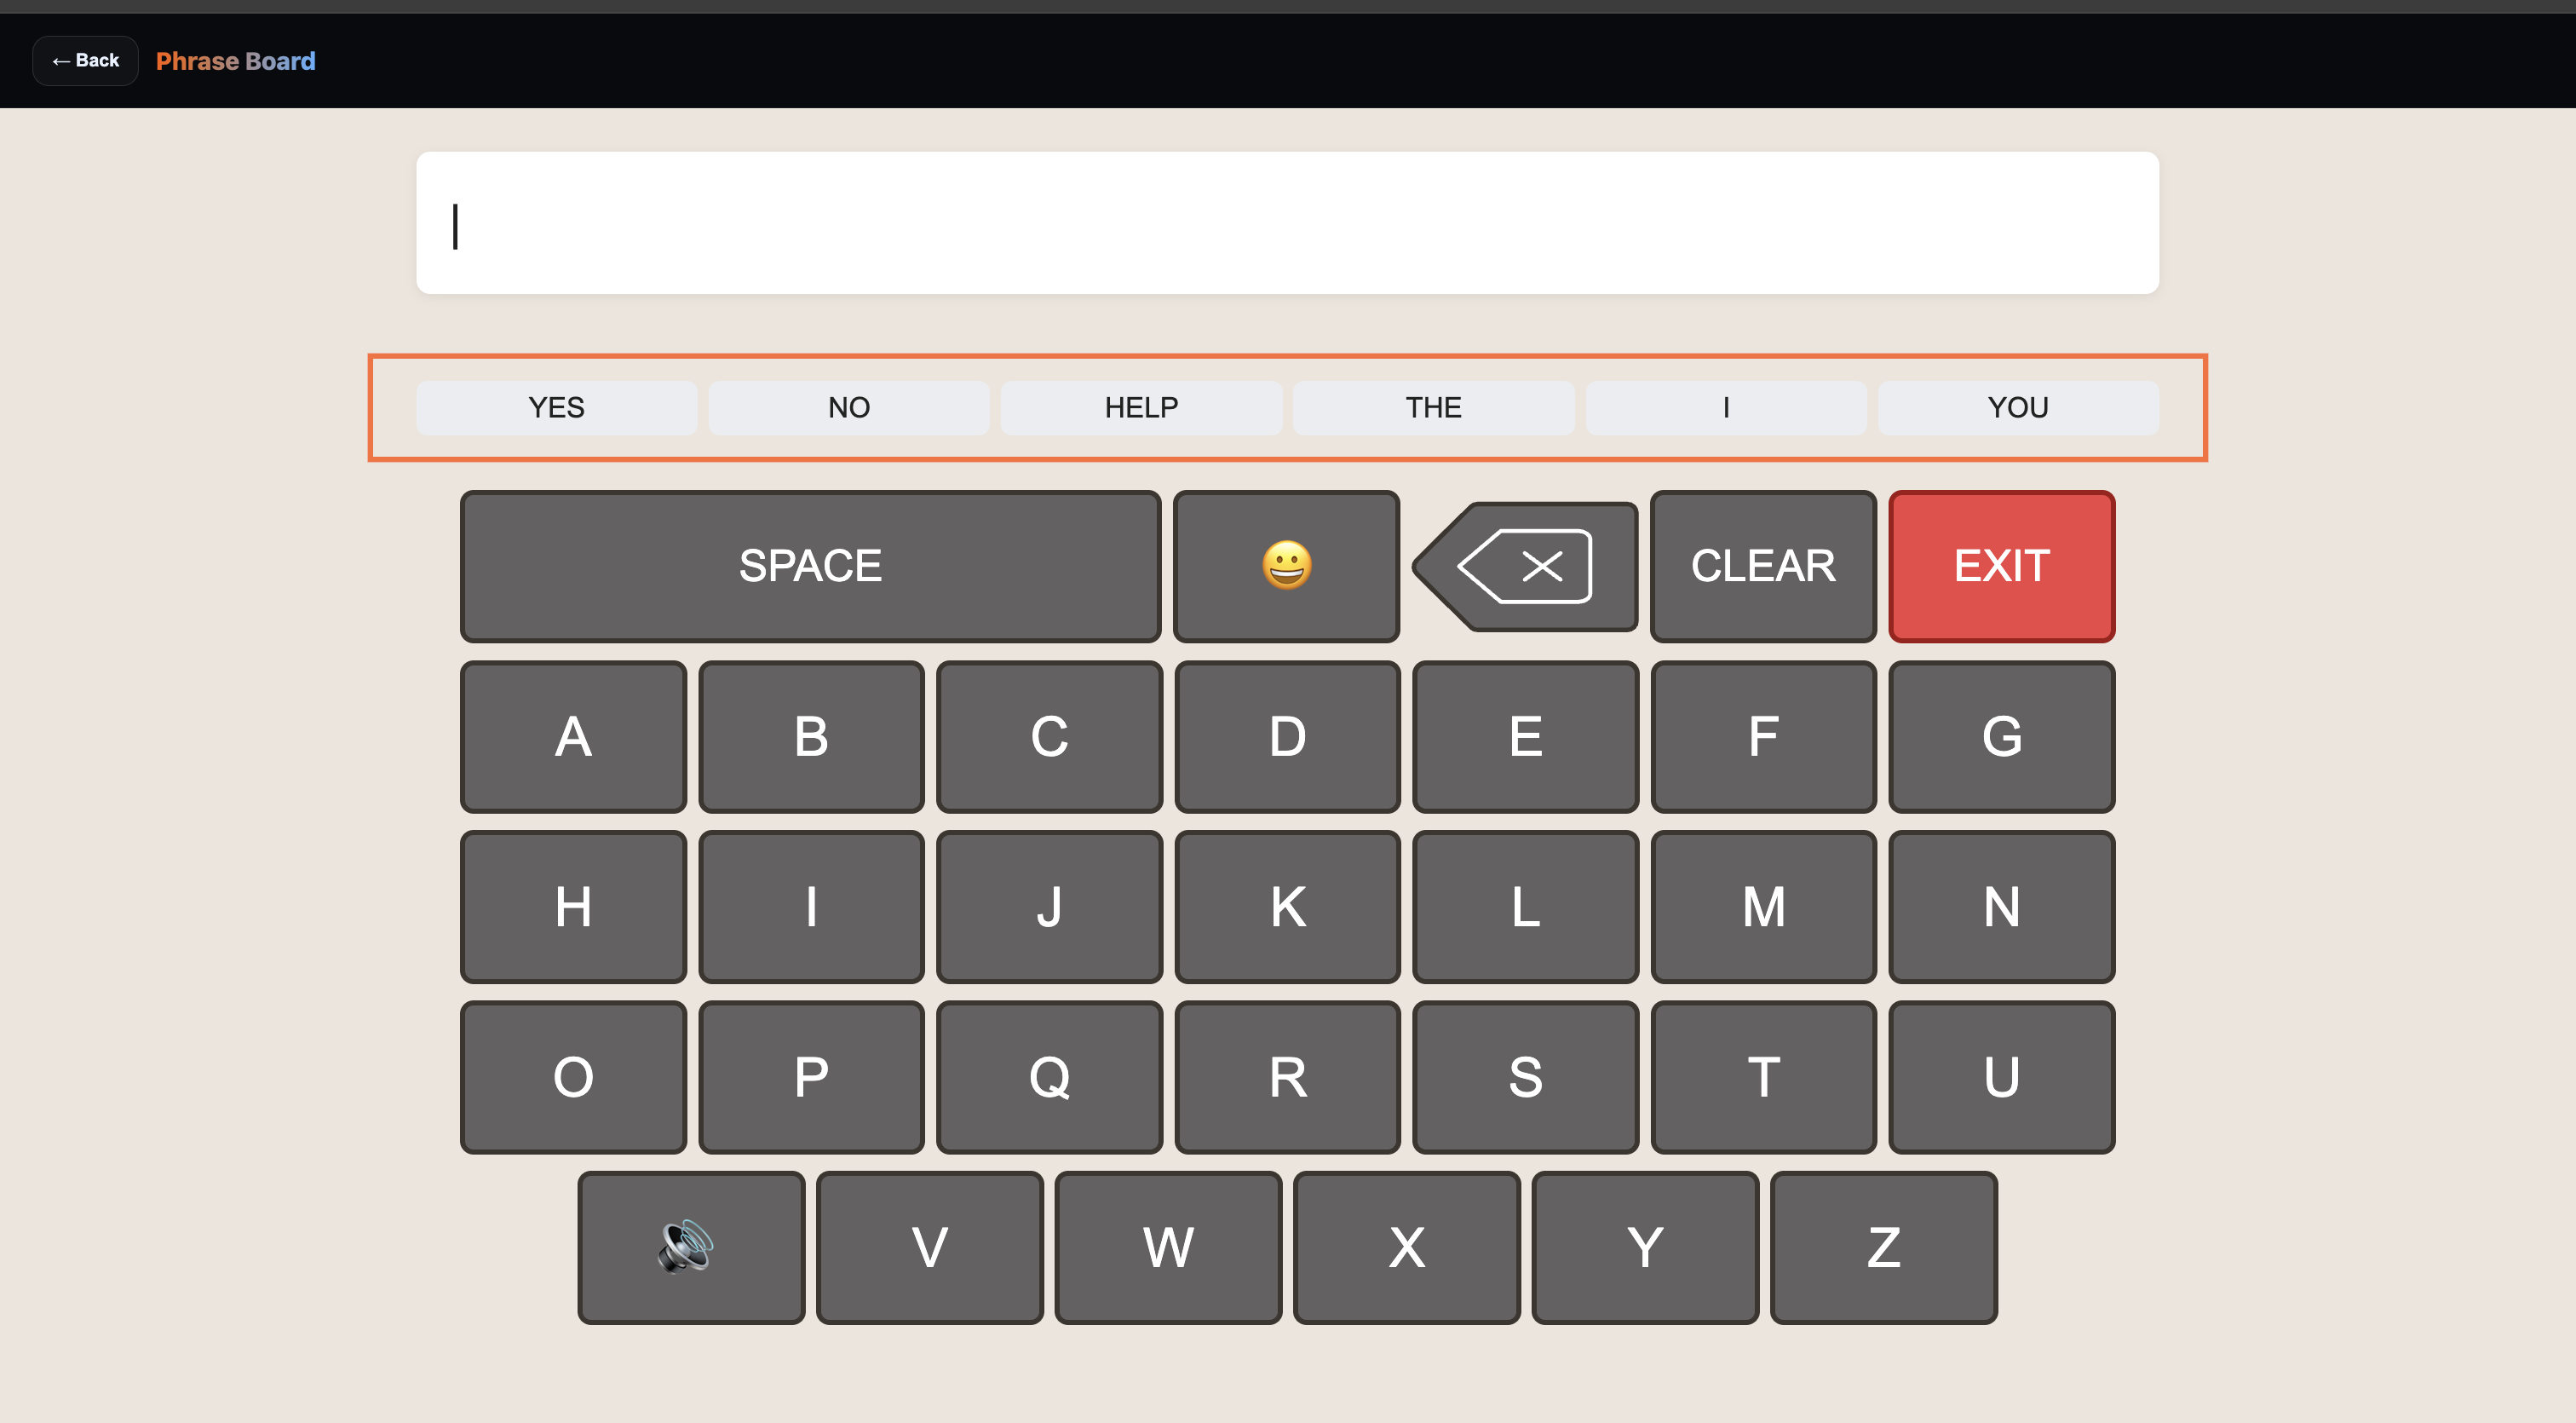 ← Back Phrase Board
YES NO HELP THE I YOU
SPACE 😀 CLEAR EXIT
A B C D E F G
H I J K L M N
O P Q R S T U
🔊 V W X Y Z